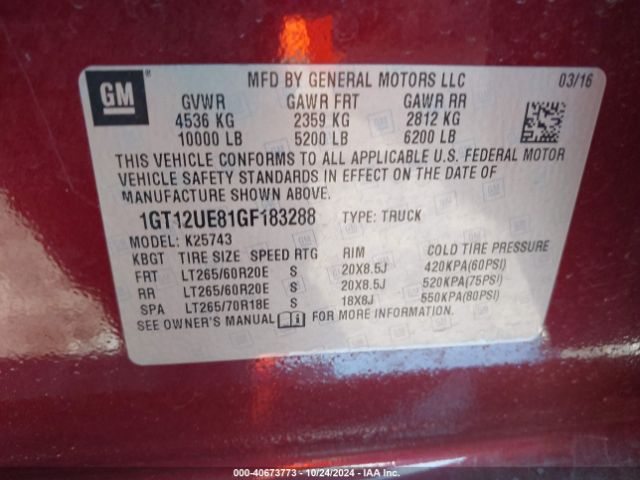 GM
MFD BY GENERAL MOTORS LLC 03/16
GVWR GAWR FRT GAWR RR
4536 KG 2359 KG 2812 KG
10000 LB 5200 LB 6200 LB
THIS VEHICLE CONFORMS TO ALL APPLICABLE U.S. FEDERAL MOTOR
VEHICLE SAFETY STANDARDS IN EFFECT ON THE DATE OF
MANUFACTURE SHOWN ABOVE.
1GT12UE81GF183288 TYPE: TRUCK
MODEL: K25743
KBGT TIRE SIZE SPEED RTG RIM COLD TIRE PRESSURE
FRT LT265/60R20E S 20X8.5J 420KPA(60PSI)
RR LT265/60R20E S 20X8.5J 520KPA(75PSI)
SPA LT265/70R18E S 18X8J 550KPA(80PSI)
SEE OWNER'S MANUAL FOR MORE INFORMATION.
000-40673773 - 10/24/2024 - IAAI.com